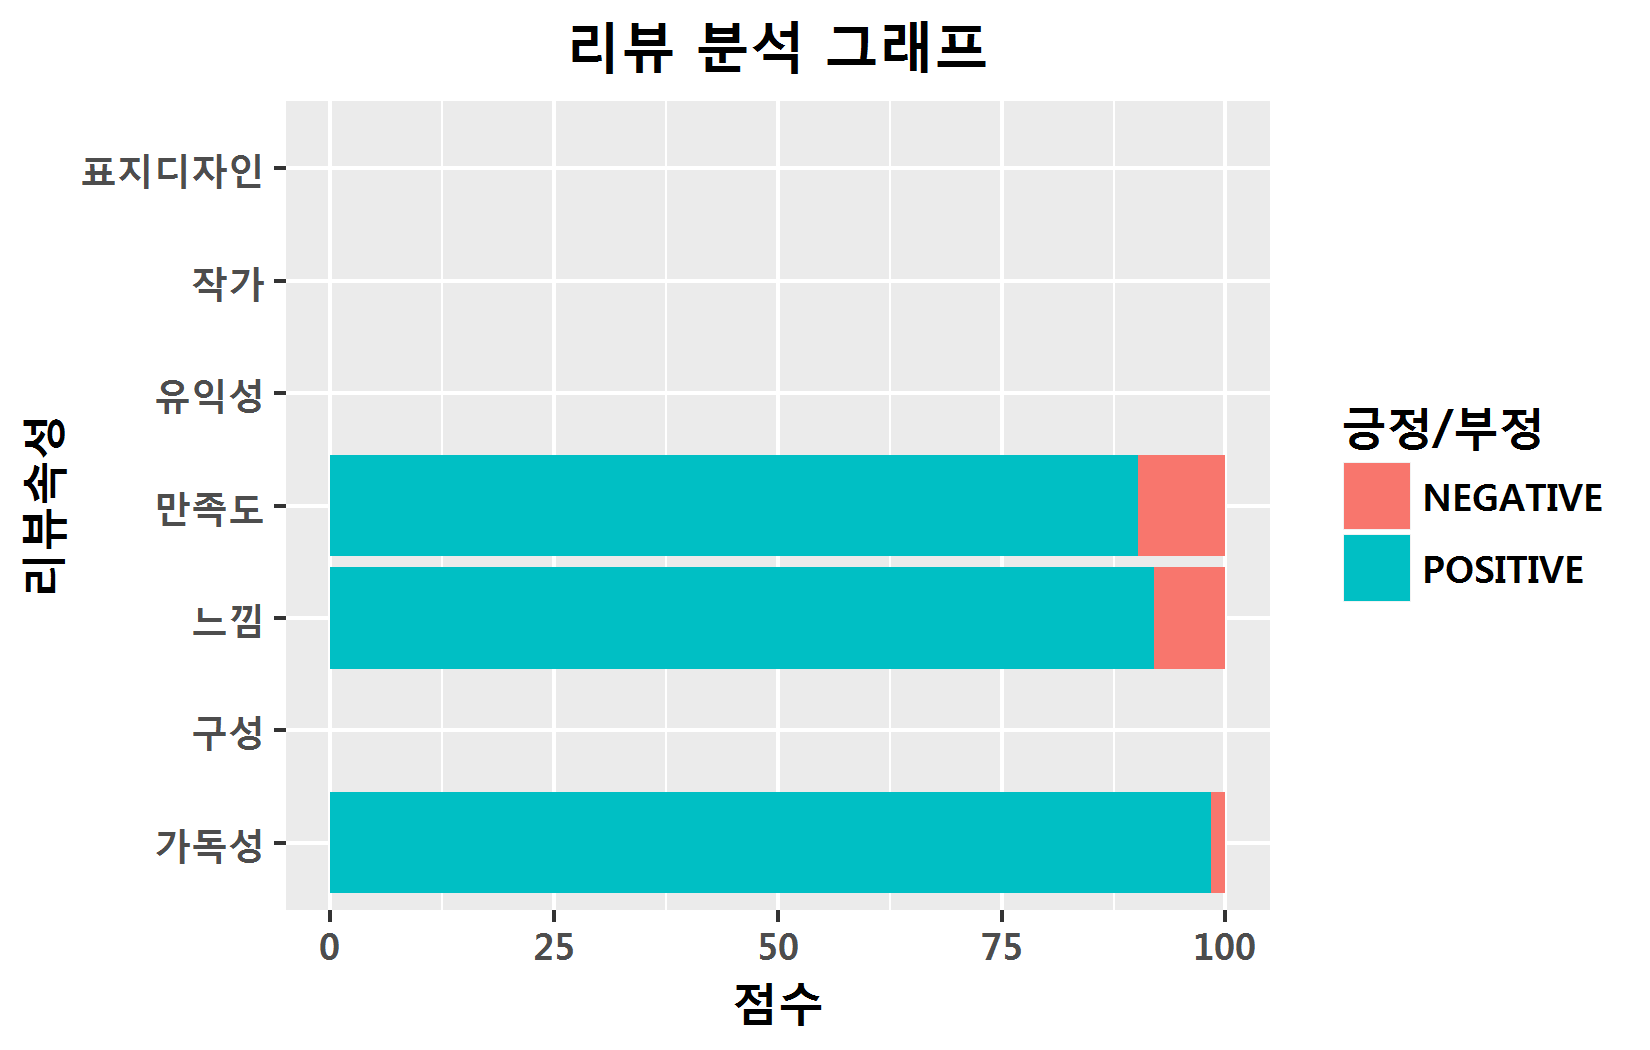 리뷰 분석 그래프
표지디자인
작가
유익성
만족도
느낌
구성
가독성
리뷰속성
0 25 50 75 100
점수
긍정/부정
NEGATIVE
POSITIVE